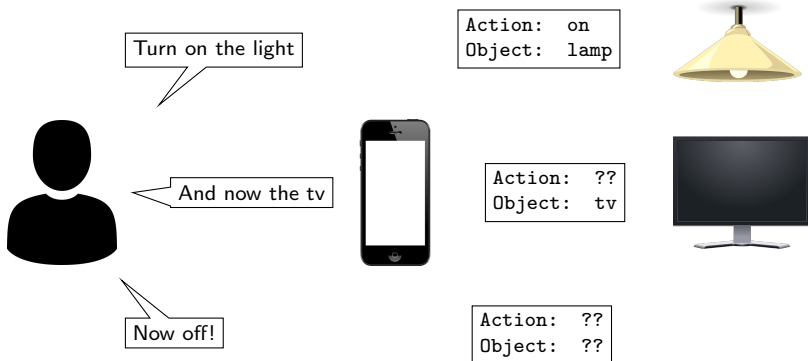 Turn on the light
Action: on
Object: lamp
And now the tv
Action: ??
Object: tv
Now off!
Action: ??
Object: ??